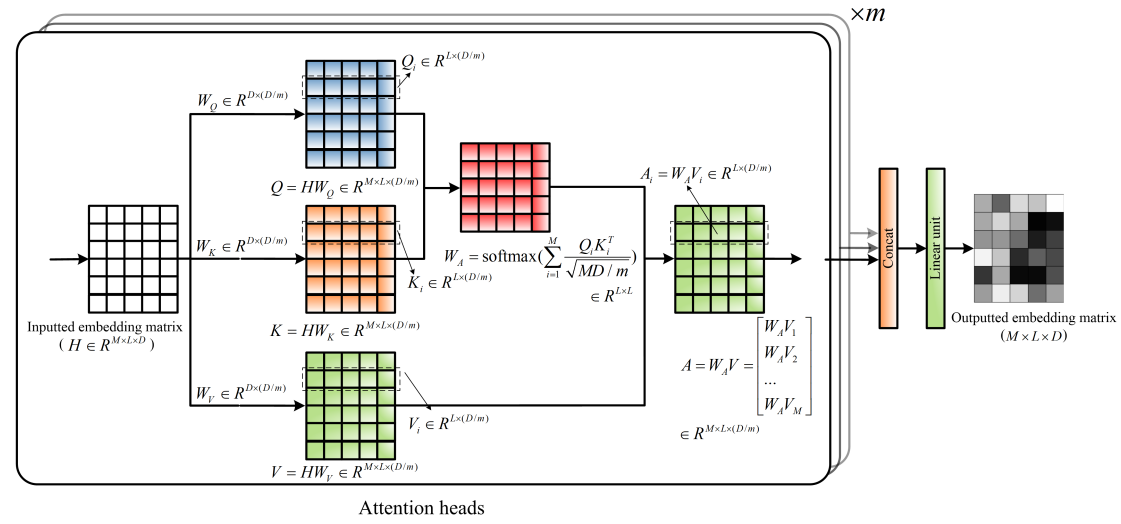 ×m
Q_i ∈ R^{L×(D/m)}
W_Q ∈ R^{D×(D/m)}
Q = HW_Q ∈ R^{M×L×(D/m)}
A_i = W_A V_i ∈ R^{L×(D/m)}
W_K ∈ R^{D×(D/m)}
K_i ∈ R^{L×(D/m)}
W_A = softmax(∑_{i=1}^{M} Q_i K_i^T / √(MD / m))
∈ R^{L×L}
Concat
Linear unit
Inputted embedding matrix
( H ∈ R^{M×L×D} )
K = HW_K ∈ R^{M×L×(D/m)}
Outputted embedding matrix
(M × L × D)
A = W_A V = [W_A V_1
W_A V_2
...
W_A V_M]
∈ R^{M×L×(D/m)}
W_V ∈ R^{D×(D/m)}
V_i ∈ R^{L×(D/m)}
V = HW_V ∈ R^{M×L×(D/m)}
Attention heads